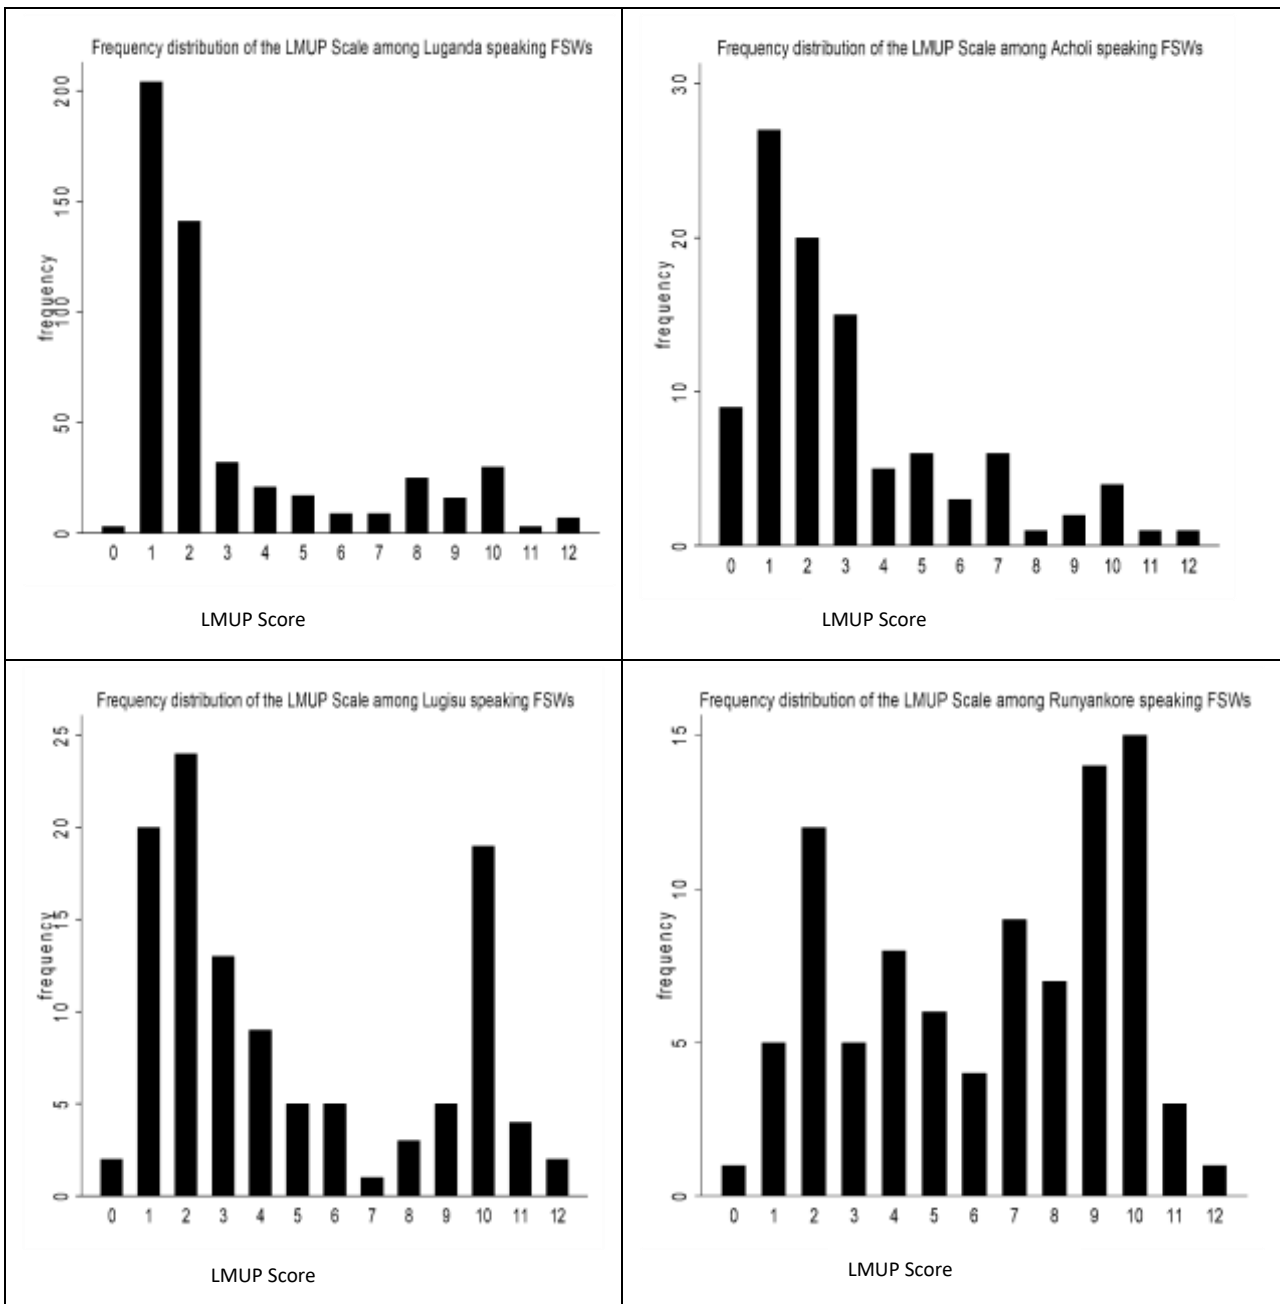 Frequency distribution of the LMUP Scale among Luganda speaking FSWs
200
150
100
50
0
frequency
0 1 2 3 4 5 6 7 8 9 10 11 12
LMUP Score
Frequency distribution of the LMUP Scale among Acholi speaking FSWs
30
20
10
0
frequency
0 1 2 3 4 5 6 7 8 9 10 11 12
LMUP Score
Frequency distribution of the LMUP Scale among Lugisu speaking FSWs
25
20
15
10
5
0
frequency
0 1 2 3 4 5 6 7 8 9 10 11 12
LMUP Score
Frequency distribution of the LMUP Scale among Runyankore speaking FSWs
15
10
5
0
frequency
0 1 2 3 4 5 6 7 8 9 10 11 12
LMUP Score